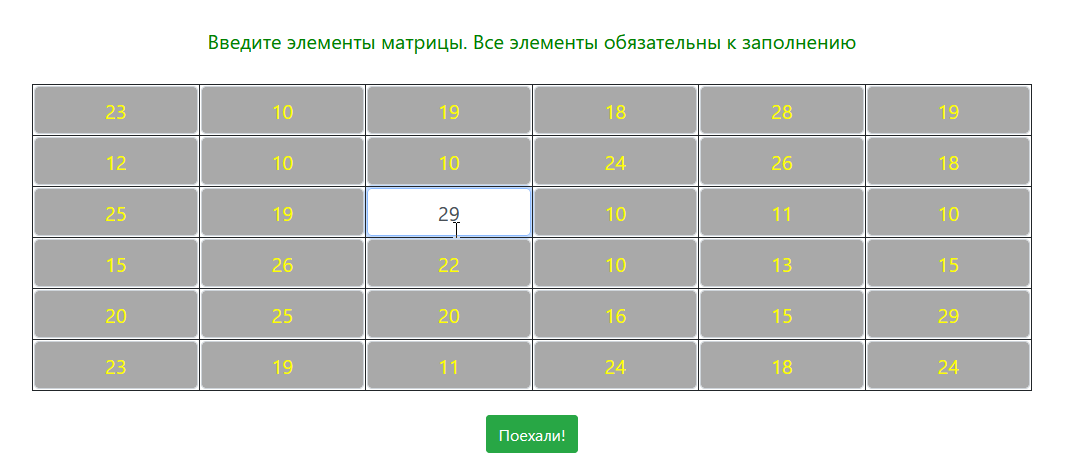 Введите элементы матрицы. Все элементы обязательны к заполнению
23 10 19 18 28 19
12 10 10 24 26 18
25 19 29 10 11 10
15 26 22 10 13 15
20 25 20 16 15 29
23 19 11 24 18 24
Поехали!